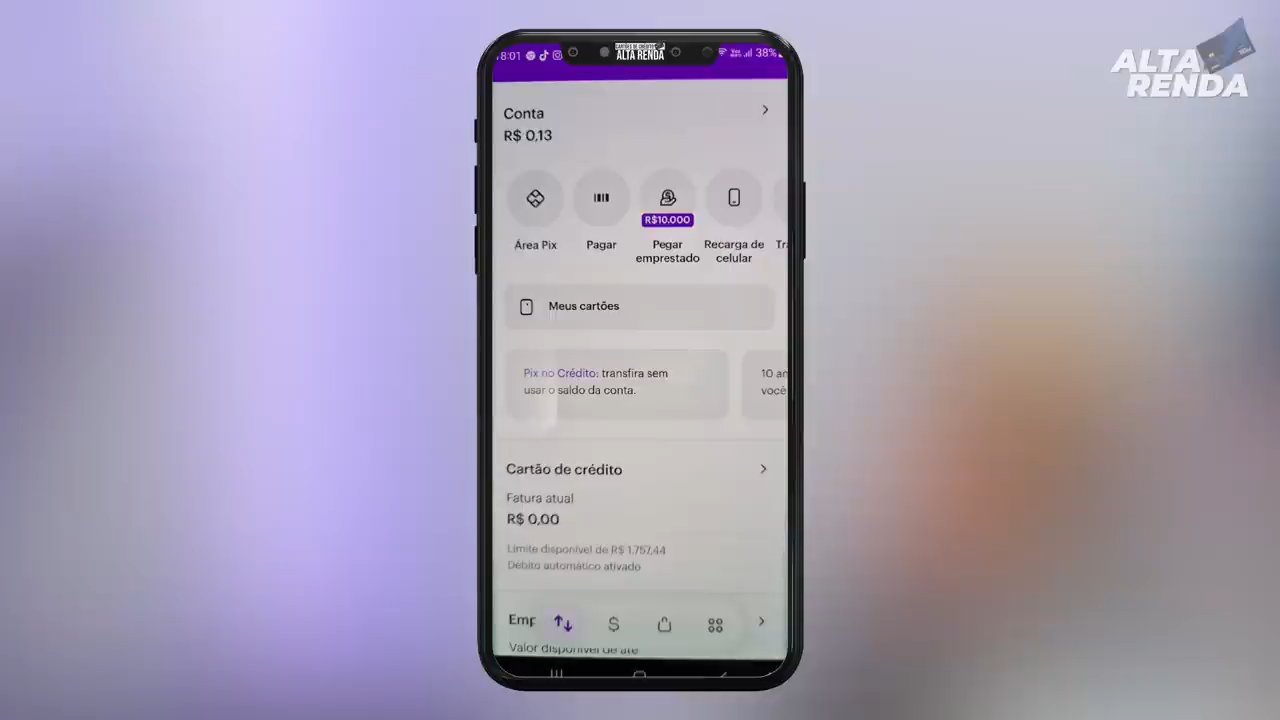 8:01
38%
CARTÕES DE CRÉDITO
ALTA RENDA
ALTA
RENDA
Conta
R$ 0,13
R$10.000
Área Pix
Pagar
Pegar
emprestado
Recarga de
celular
Tra
Meus cartões
Pix no Crédito: transfira sem
usar o saldo da conta.
10 an
você
Cartão de crédito
Fatura atual
R$ 0,00
Limite disponível de R$ 1.757,44
Débito automático ativado
Emp
Valor disponível de até